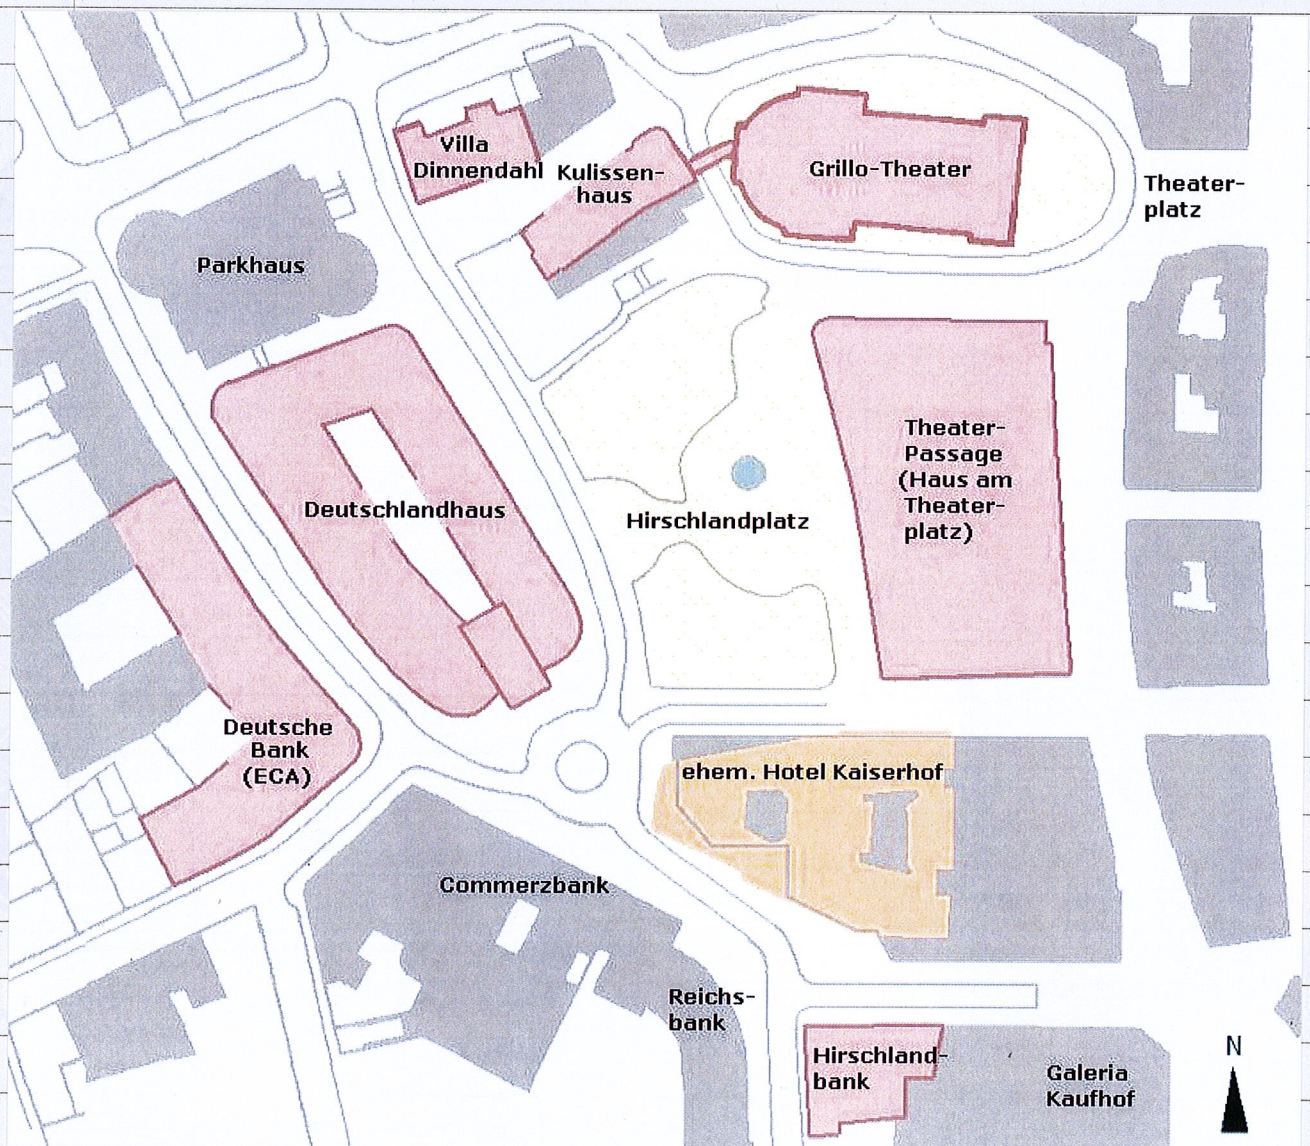 Villa
Dinnendahl
Kulissen-
haus
Grillo-Theater
Theater-
platz
Parkhaus
Theater-
Passage
(Haus am
Theater-
platz)
Deutschlandhaus
Hirschlandplatz
Deutsche
Bank
(ECA)
ehem. Hotel Kaiserhof
Commerzbank
Reichs-
bank
Hirschland-
bank
Galeria
Kaufhof
N